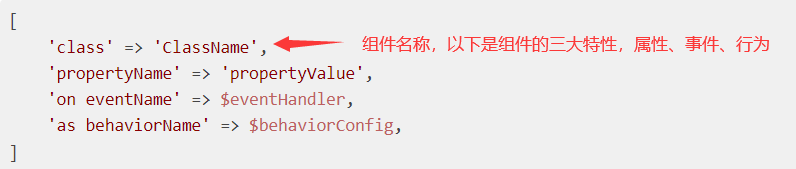 [
'class' => 'ClassName', 组件名称，以下是组件的三大特性，属性、事件、行为
'propertyName' => 'propertyValue',
'on eventName' => $eventHandler,
'as behaviorName' => $behaviorConfig,
]